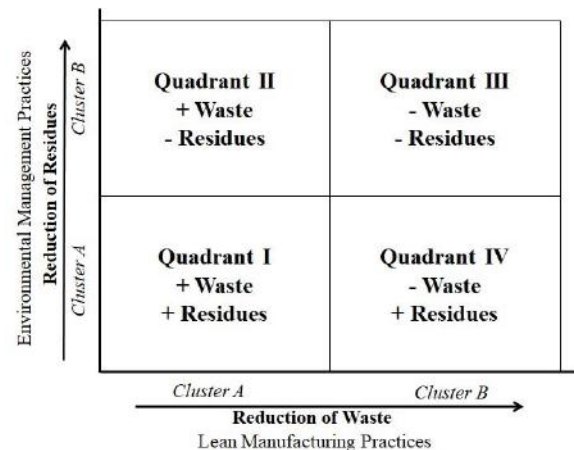 Environmental Management Practices
Reduction of Residues
Cluster B
Cluster A
Quadrant II
+ Waste
- Residues
Quadrant III
- Waste
- Residues
Quadrant I
+ Waste
+ Residues
Quadrant IV
- Waste
+ Residues
Cluster A
Cluster B
Reduction of Waste
Lean Manufacturing Practices